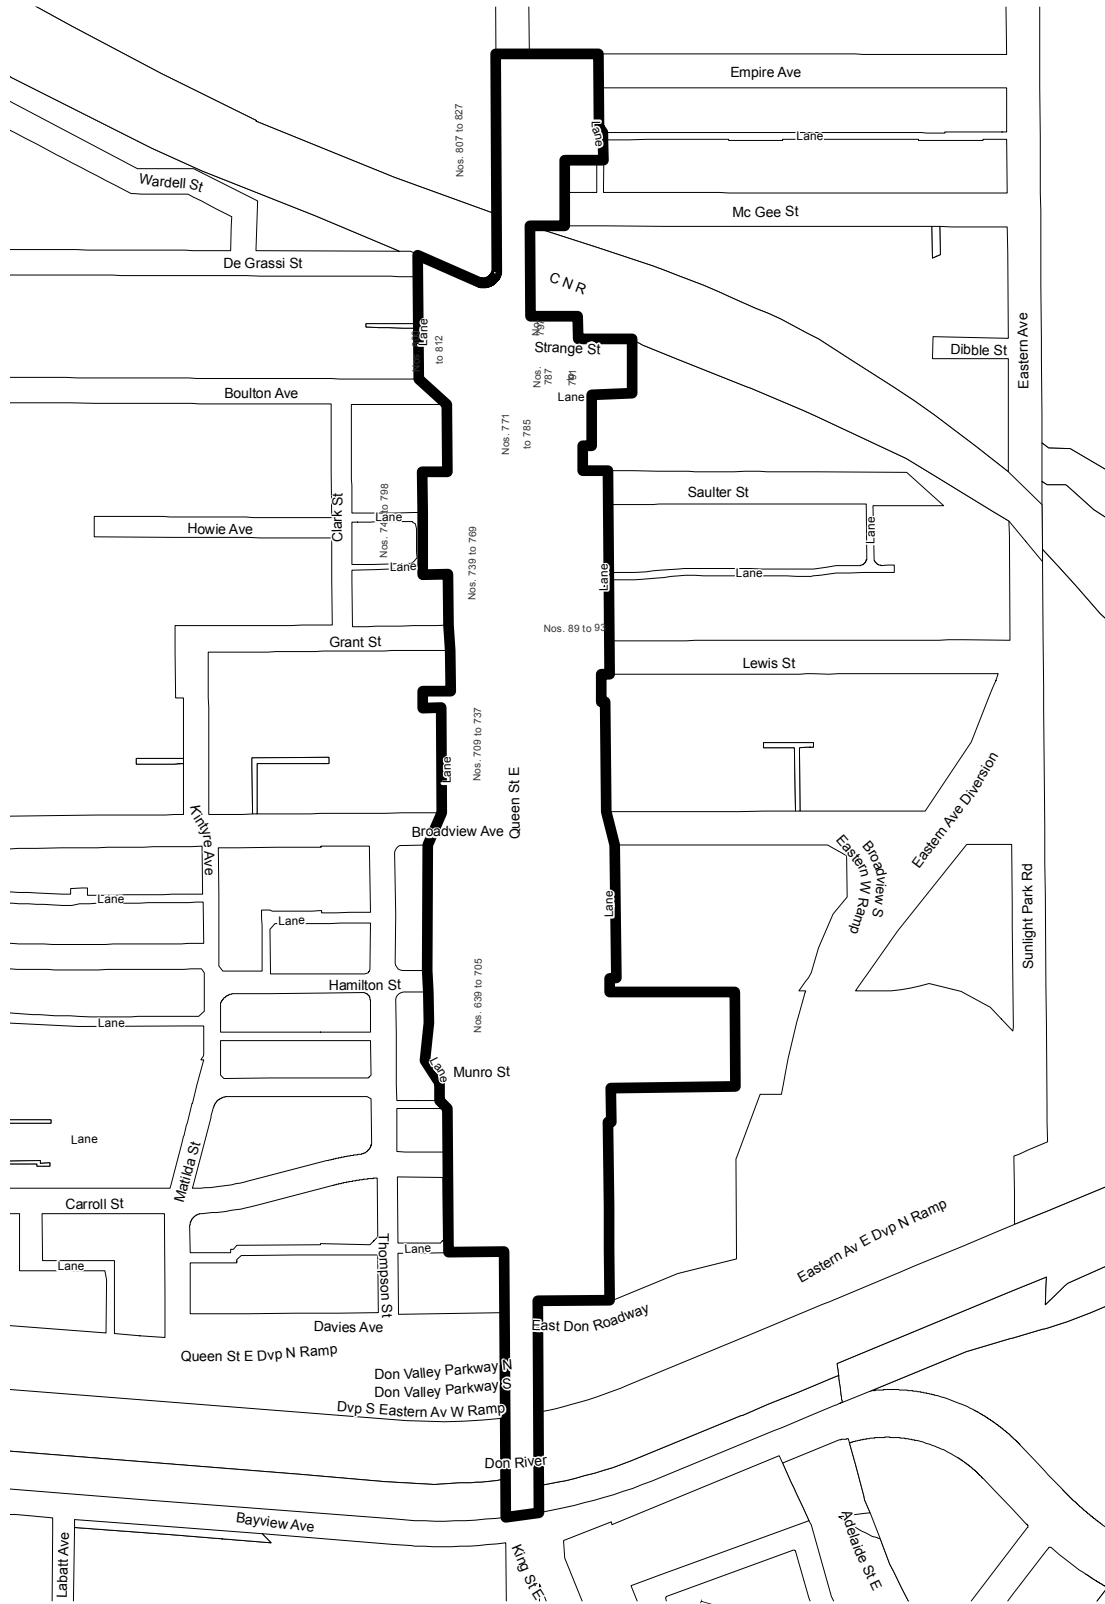 Empire Ave
Nos. 807 to 827
Lane
Lane
Wardell St
Mc Gee St
De Grassi St
CNR
Lane
to 812
Strange St
Dibble St
Eastern Ave
Nos.
787
791
Boulton Ave
Lane
Nos. 771
to 785
Saulter St
Clark St
Lane
Howie Ave
Lane
Lane
Nos. 739 to 769
Lane
Lane
Nos. 89 to 93
Grant St
Lewis St
Nos. 709 to 737
Lane
Queen St E
Eastern Ave Diversion
Kintyre Ave
Broadview Ave
Broadview S
Eastern W Ramp
Lane
Lane
Lane
Sunlight Park Rd
Nos. 639 to 705
Hamilton St
Lane
Lane
Munro St
Lane
Matilda St
Carroll St
Eastern Av E Dvp N Ramp
Thompson St
Lane
Lane
Davies Ave
East Don Roadway
Queen St E Dvp N Ramp
Don Valley Parkway N
Don Valley Parkway S
Dvp S Eastern Av W Ramp
Don River
Bayview Ave
Labatt Ave
King St E
Adelaide St E